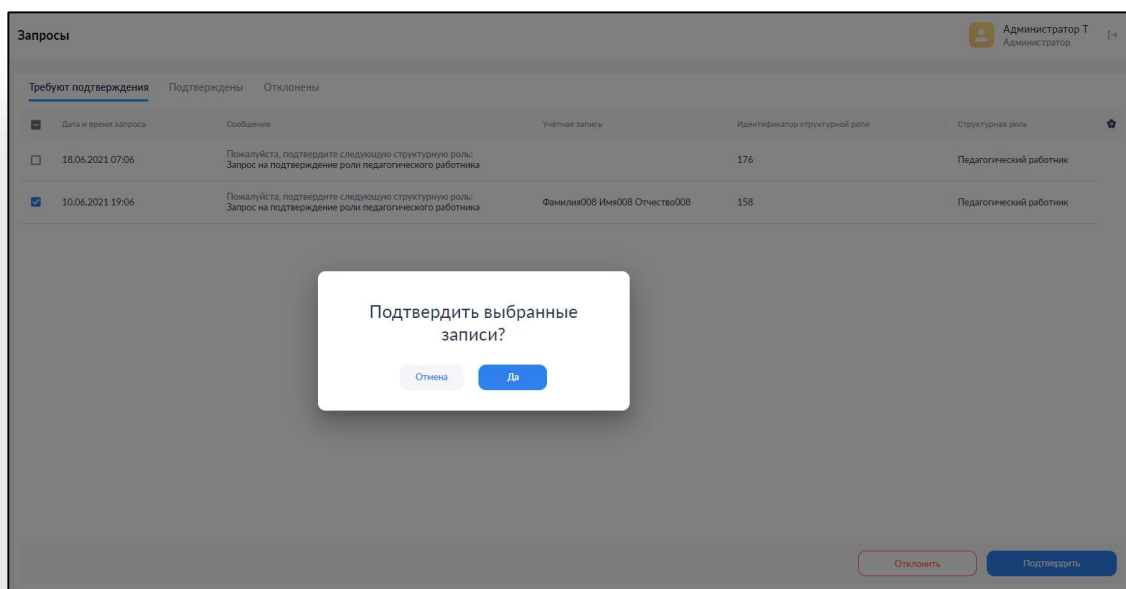 Запросы
Администратор Т
Администратор
Требуют подтверждения Подтверждены Отклонены
Дата и время запроса Сообщение Учётная запись Идентификатор структурной роли Структурная роль
18.06.2021 07:06 Пожалуйста, подтвердите следующую структурную роль: 176 Педагогический работник
Запрос на подтверждение роли педагогического работника
10.06.2021 19:06 Пожалуйста, подтвердите следующую структурную роль: Фамилия008 Имя008 Отчество008 158 Педагогический работник
Запрос на подтверждение роли педагогического работника
Подтвердить выбранные
записи?
Отмена Да
Отклонить Подтвердить